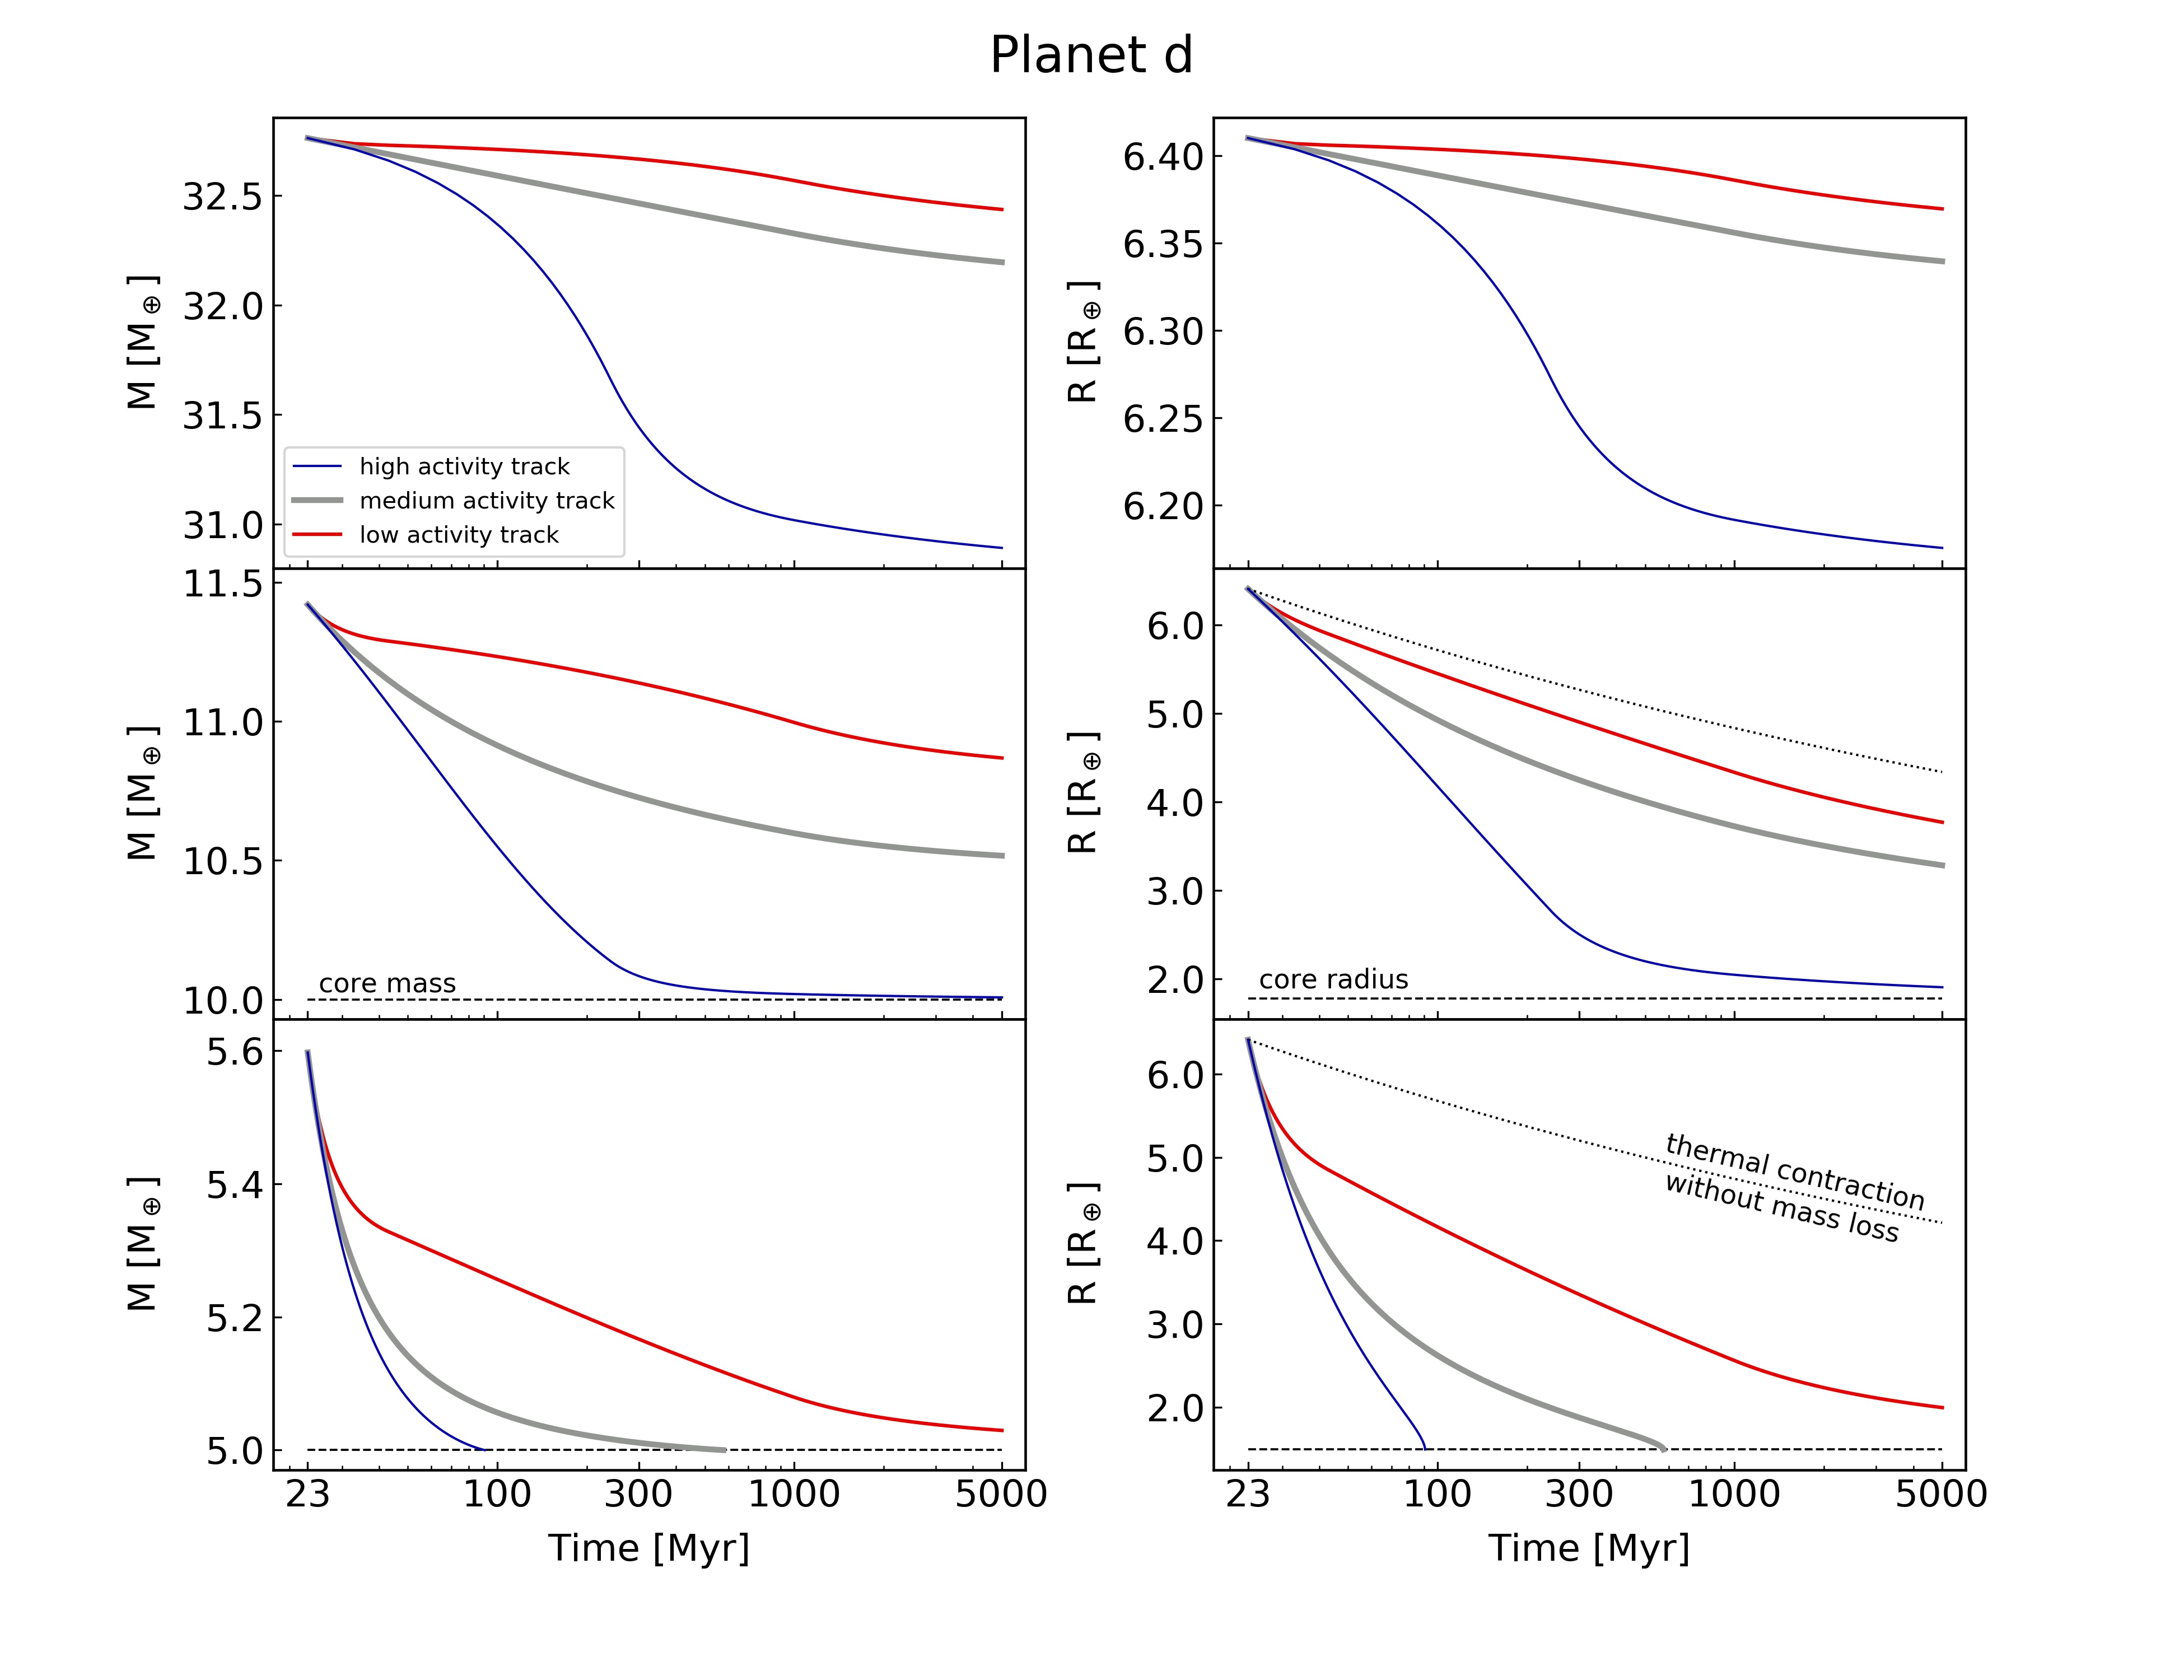 Planet d
M [M⊕]
32.5
32.0
31.5
31.0
high activity track
medium activity track
low activity track
R [R⊕]
6.40
6.35
6.30
6.25
6.20
M [M⊕]
11.5
11.0
10.5
10.0
core mass
R [R⊕]
6.0
5.0
4.0
3.0
2.0
core radius
M [M⊕]
5.6
5.4
5.2
5.0
23 100 300 1000 5000
Time [Myr]
R [R⊕]
6.0
5.0
4.0
3.0
2.0
thermal contraction
without mass loss
23 100 300 1000 5000
Time [Myr]